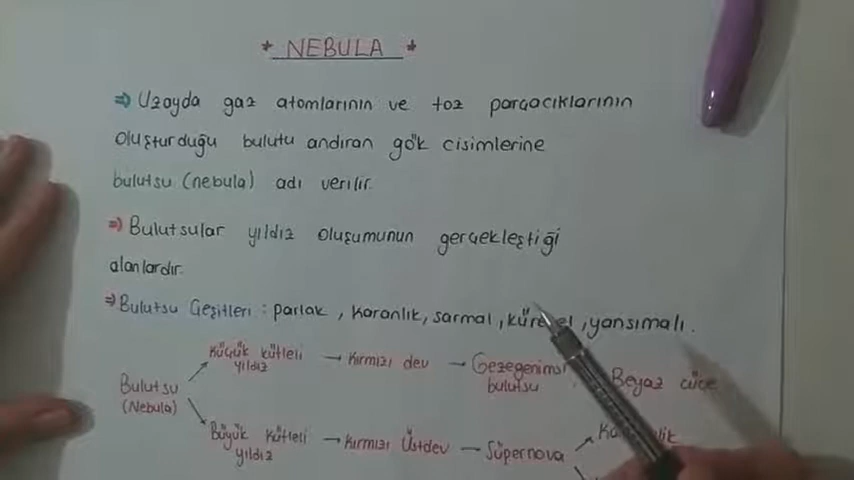 * NEBULA *
⇒ Uzayda gaz atomlarının ve toz parçacıklarının
oluşturduğu bulutu andıran gök cisimlerine
bulutsu (nebula) adı verilir.
⇒ Bulutsular yıldız oluşumunun gerçekleştiği
alanlardır.
⇒ Bulutsu Çeşitleri : parlak , karanlık, sarmal, , yansımalı.
Bulutsu (Nebula)
Küçük kütleli yıldız → Kırmızı dev → Gezegenimsi bulutsu Beyaz cüce
Büyük kütleli yıldız → Kırmızı Üstdev → Süpernova